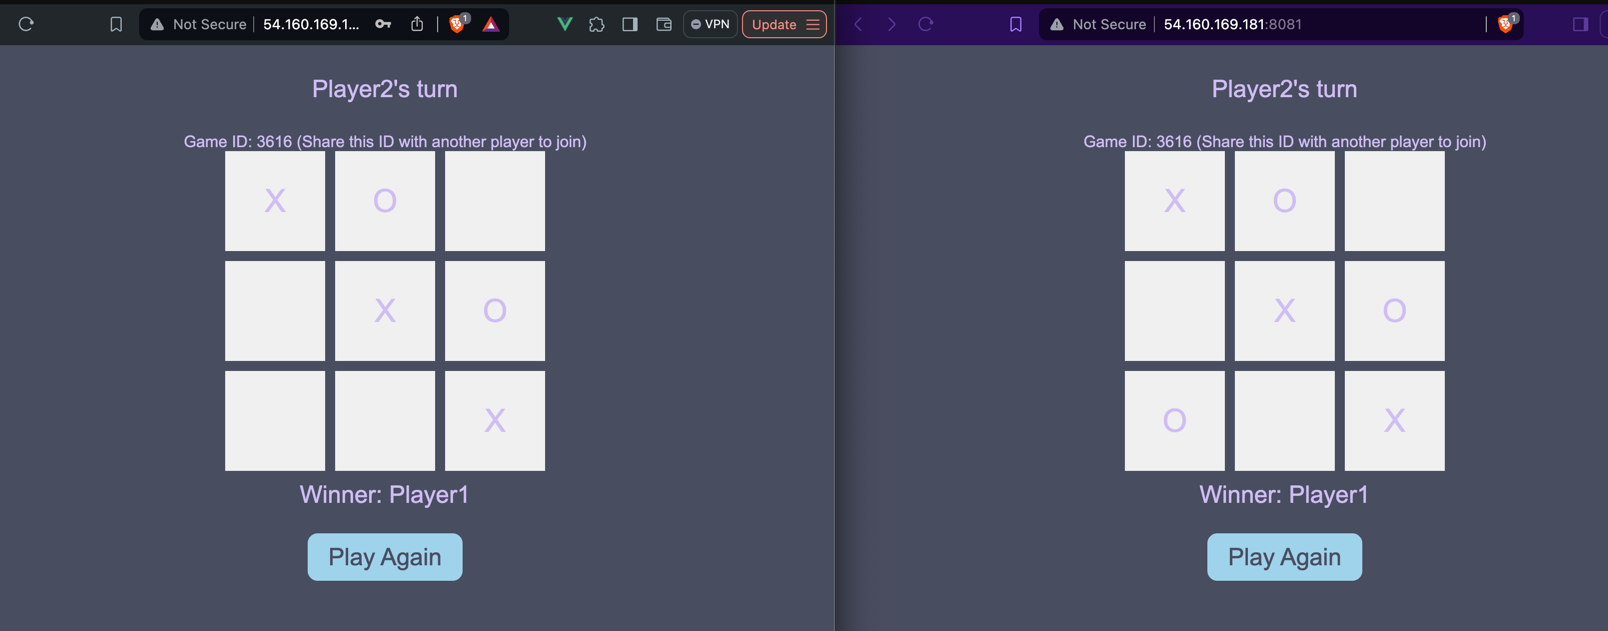 Not Secure 54.160.169.1... 1 VPN Update
Not Secure 54.160.169.181:8081 1
Player2's turn
Game ID: 3616 (Share this ID with another player to join)
X O
X O
X
Winner: Player1
Play Again
Player2's turn
Game ID: 3616 (Share this ID with another player to join)
X O
X O
O X
Winner: Player1
Play Again